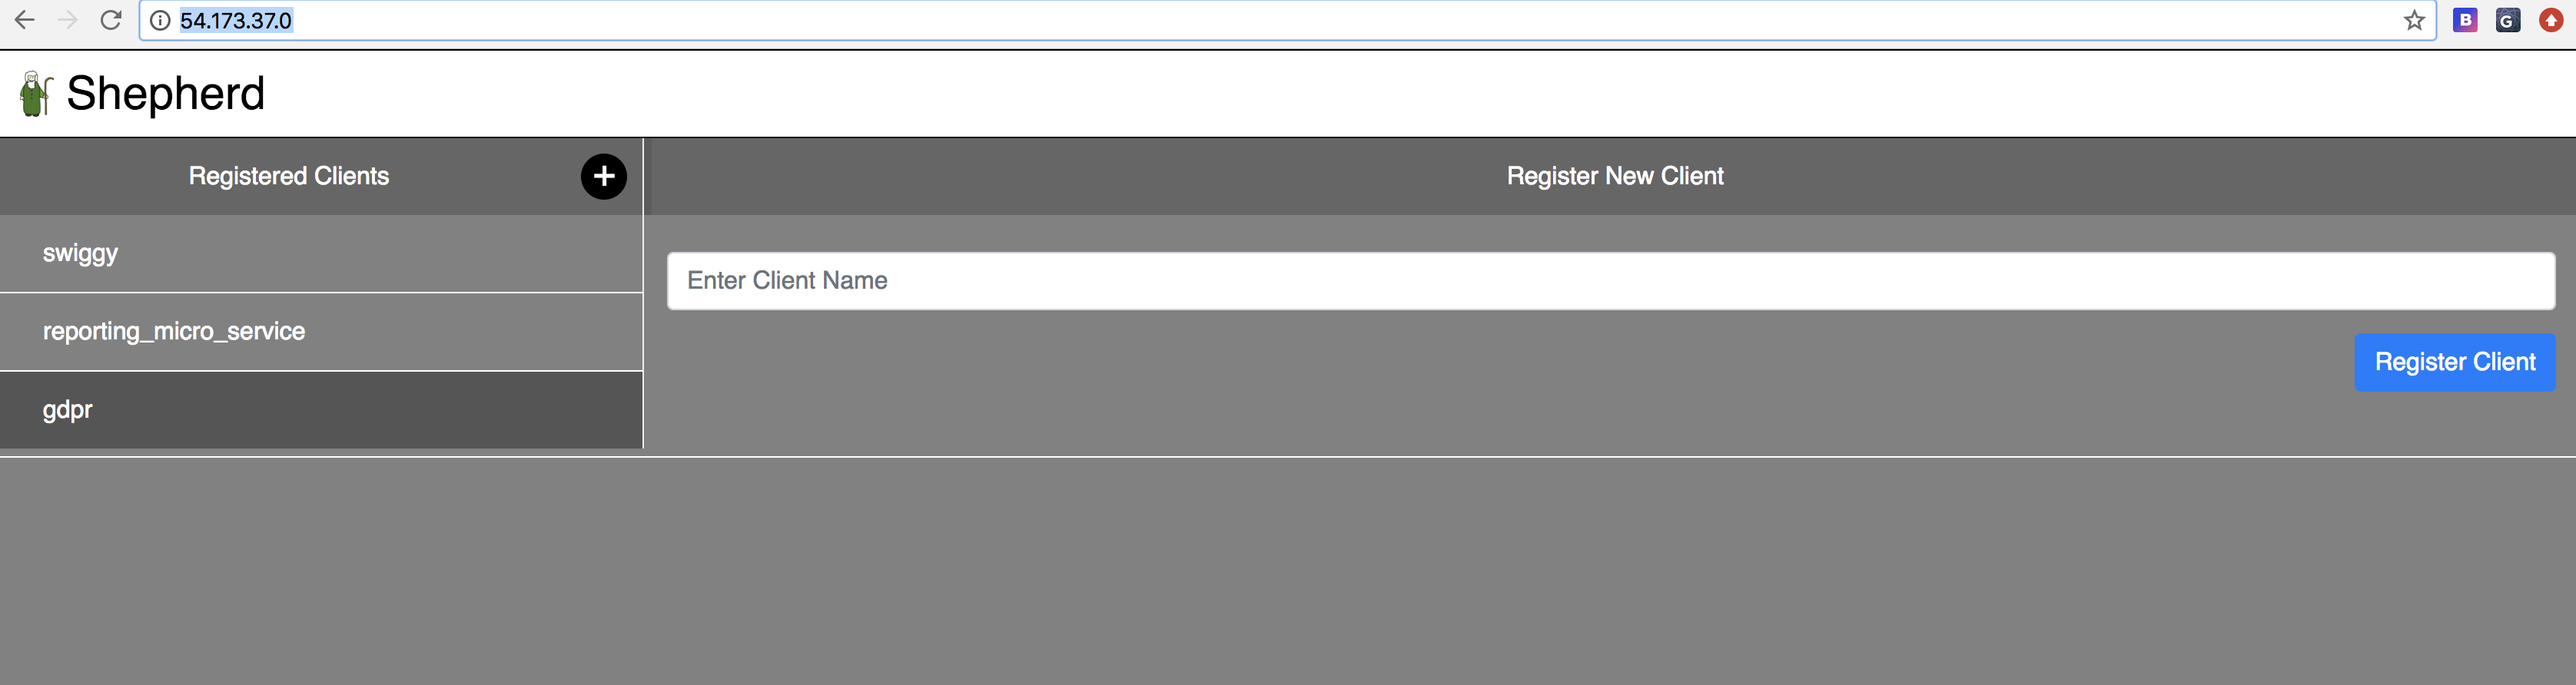 54.173.37.0
B
G
Shepherd
Registered Clients
Register New Client
swiggy
Enter Client Name
reporting_micro_service
Register Client
gdpr